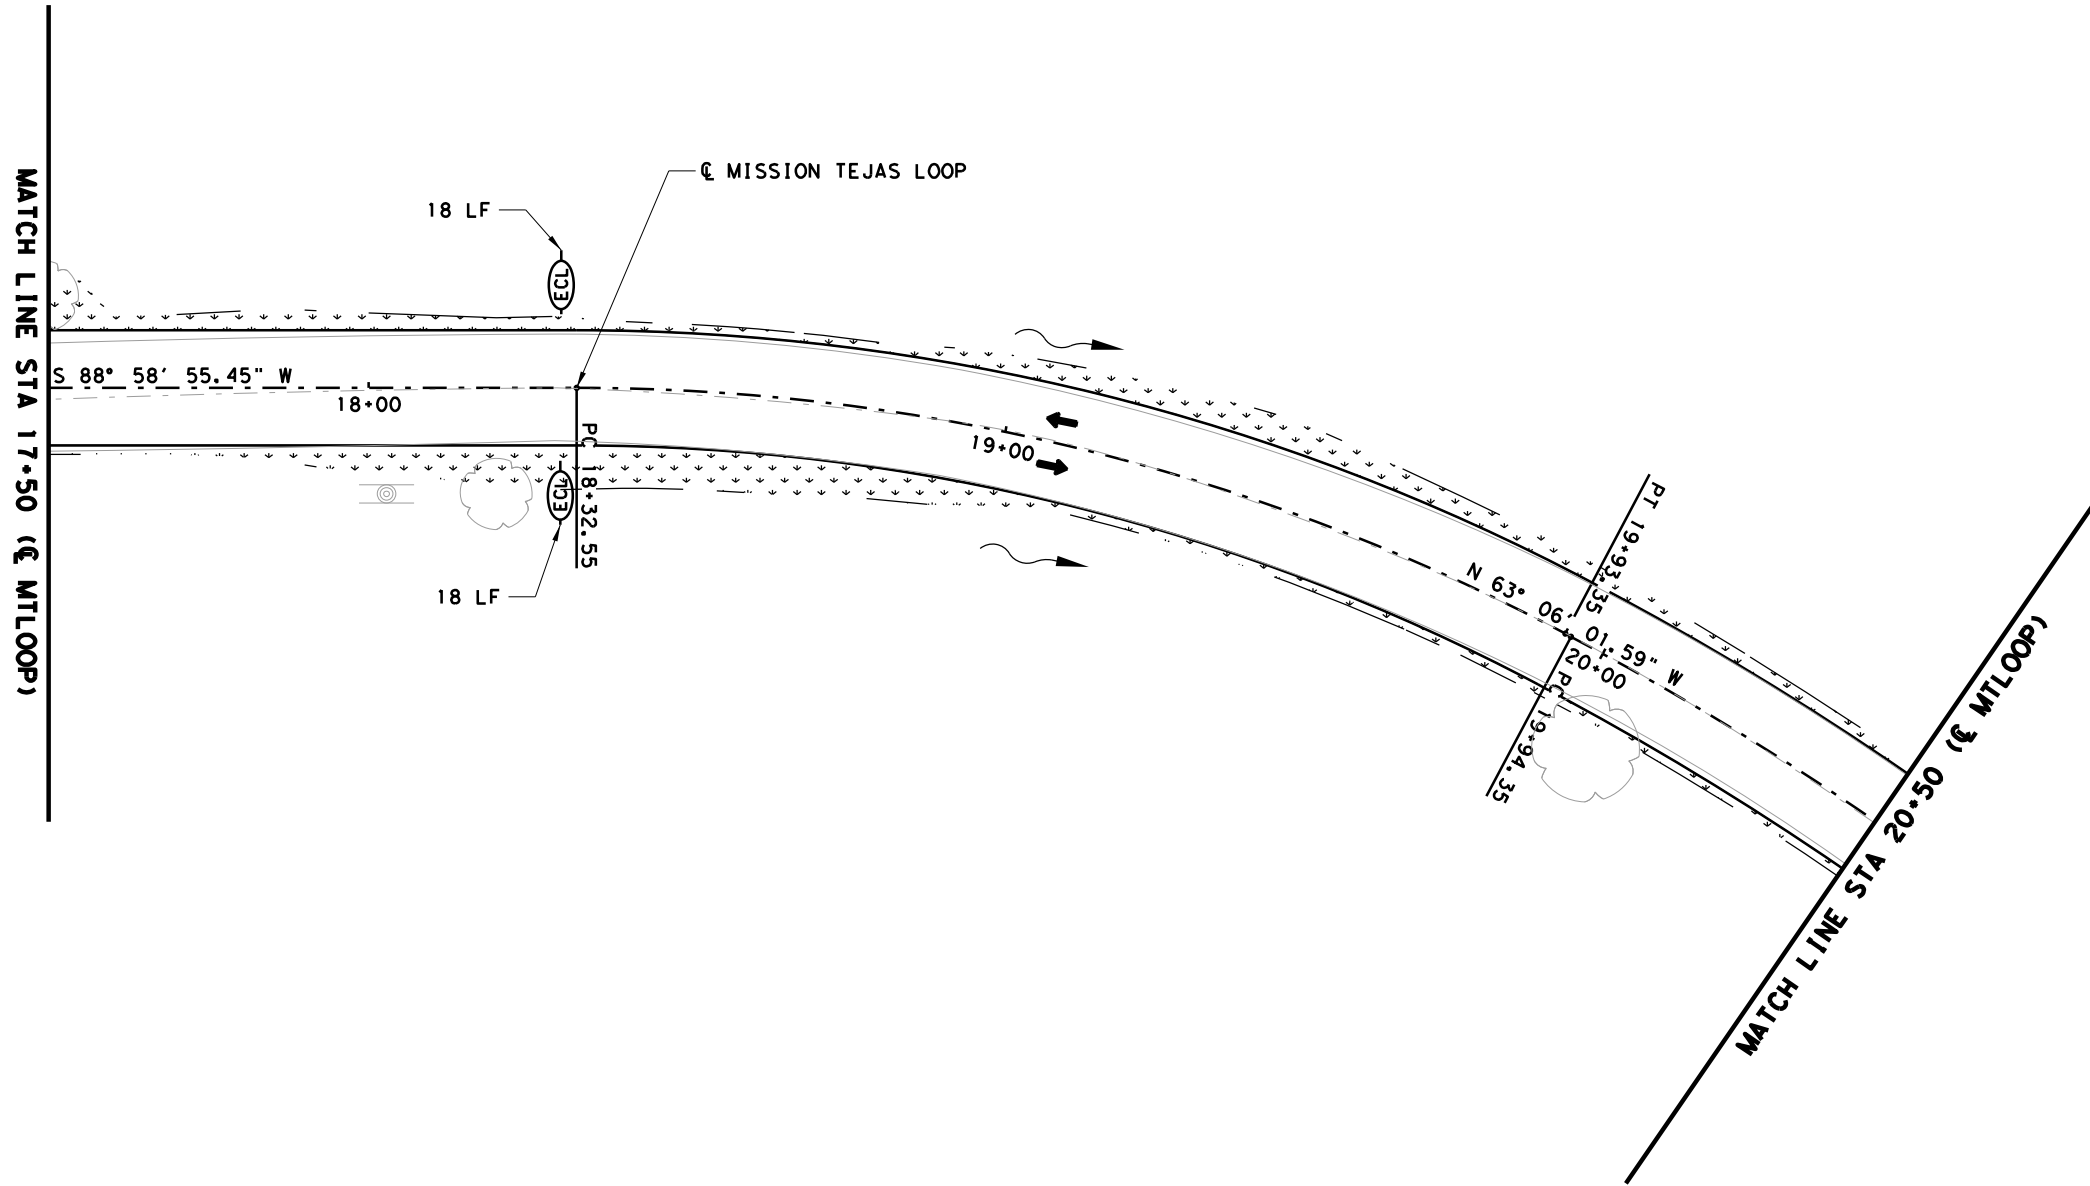 MATCH LINE STA 17+50 (℄ MTLOOP)
℄ MISSION TEJAS LOOP
18 LF
ECL
S 88° 58' 55.45" W
18+00
PC 18+32.55
19+00
ECL
18 LF
PT 19+93.35
N 63° 06' 01.59" W
20+00
PC 19+94.35
MATCH LINE STA 20+50 (℄ MTLOOP)